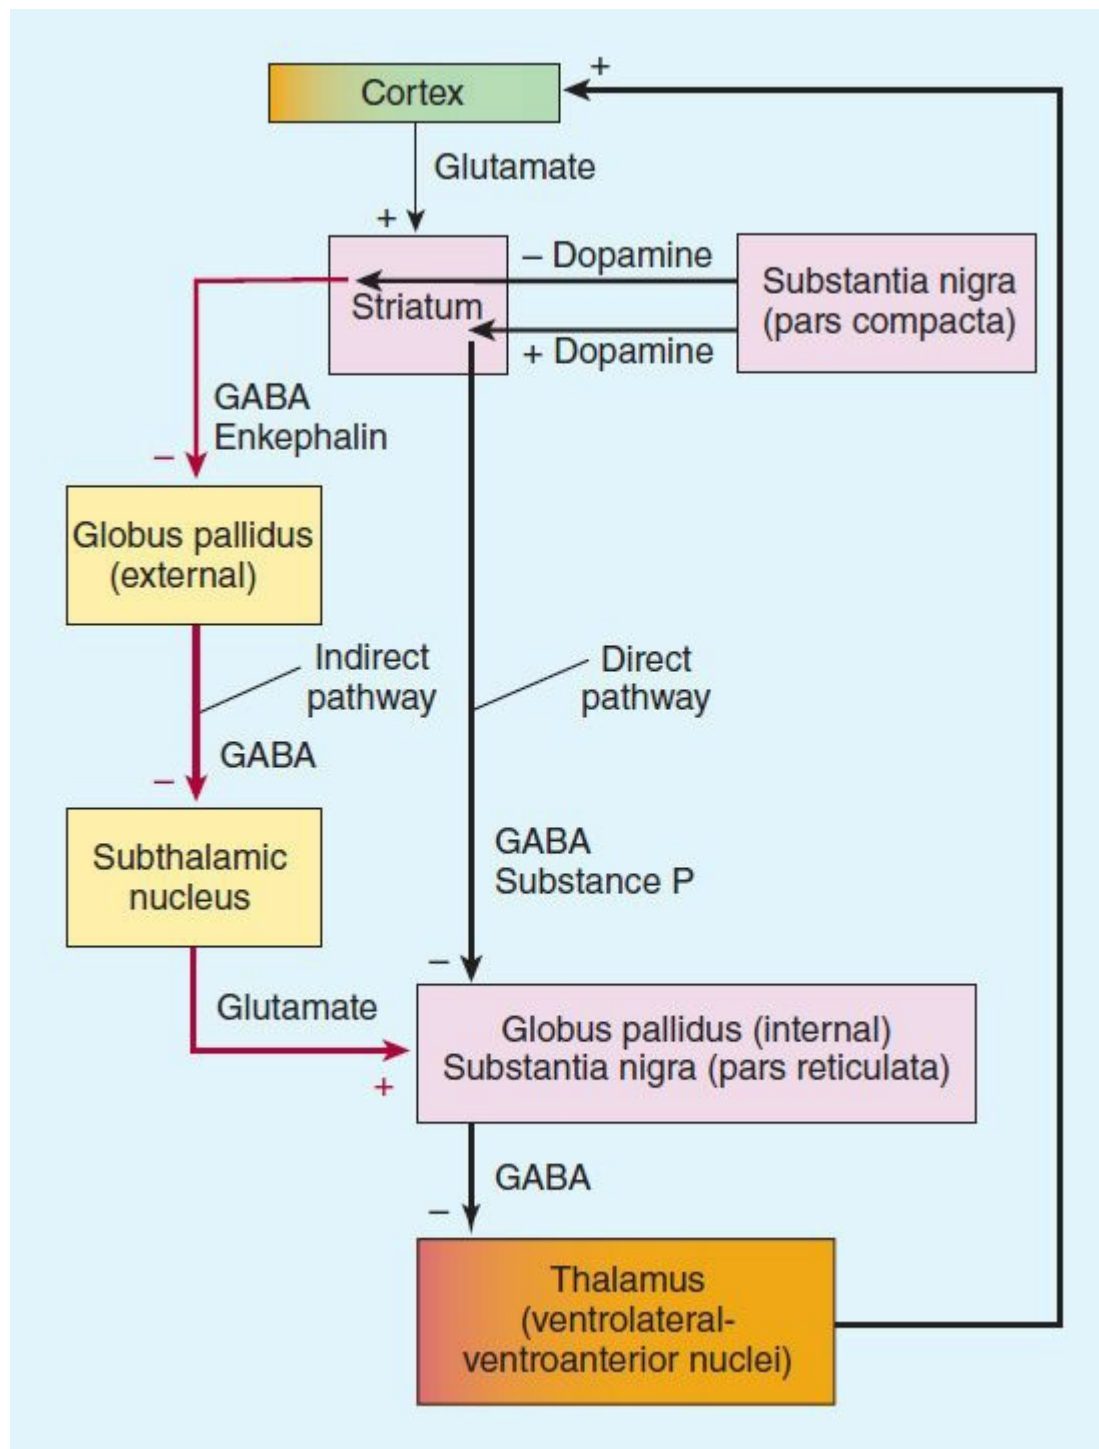 Cortex
+
Glutamate
+
– Dopamine
Striatum
+ Dopamine
Substantia nigra
(pars compacta)
GABA
Enkephalin
–
Globus pallidus
(external)
Indirect
pathway
Direct
pathway
GABA
–
Subthalamic
nucleus
GABA
Substance P
–
Glutamate
+
Globus pallidus (internal)
Substantia nigra (pars reticulata)
GABA
–
Thalamus
(ventrolateral-
ventroanterior nuclei)